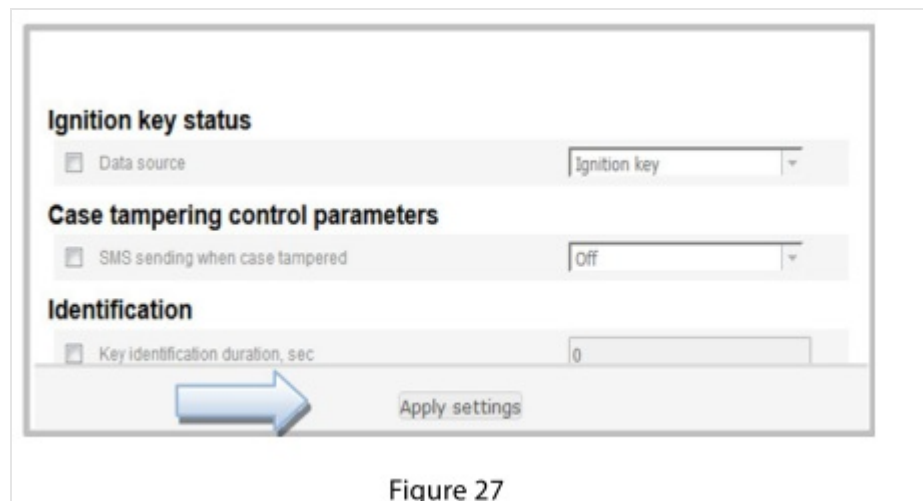 Ignition key status
Data source Ignition key
Case tampering control parameters
SMS sending when case tampered Off
Identification
Key identification duration, sec 0
Apply settings
Figure 27